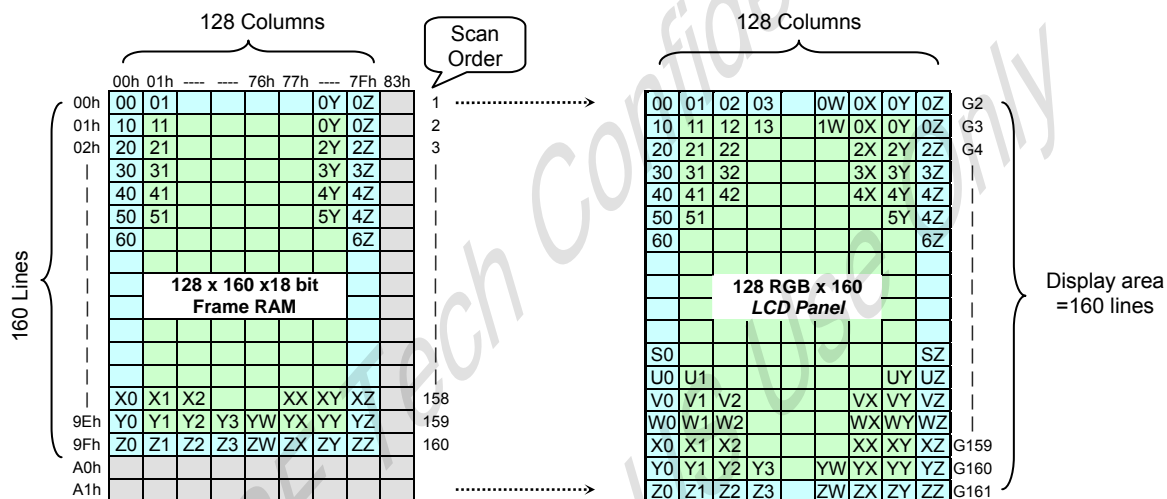 128 Columns
Scan Order
00h 01h ---- ---- 76h 77h ---- 7Fh 83h
00h 00 01 0Y 0Z 1
01h 10 11 0Y 0Z 2
02h 20 21 2Y 2Z 3
30 31 3Y 3Z
40 41 4Y 4Z
50 51 5Y 4Z
60 6Z
160 Lines
128 x 160 x18 bit
Frame RAM
X0 X1 X2 XX XY XZ 158
9Eh Y0 Y1 Y2 Y3 YW YX YY YZ 159
9Fh Z0 Z1 Z2 Z3 ZW ZX ZY ZZ 160
A0h
A1h
128 Columns
00 01 02 03 0W 0X 0Y 0Z G2
10 11 12 13 1W 0X 0Y 0Z G3
20 21 22 2X 2Y 2Z G4
30 31 32 3X 3Y 3Z
40 41 42 4X 4Y 4Z
50 51 5Y 4Z
60 6Z
128 RGB x 160
LCD Panel
Display area
=160 lines
S0 SZ
U0 U1 UY UZ
V0 V1 V2 VX VY VZ
W0 W1 W2 WX WY WZ
X0 X1 X2 XX XY XZ G159
Y0 Y1 Y2 Y3 YW YX YY YZ G160
Z0 Z1 Z2 Z3 ZW ZX ZY ZZ G161
Tech
Use Only